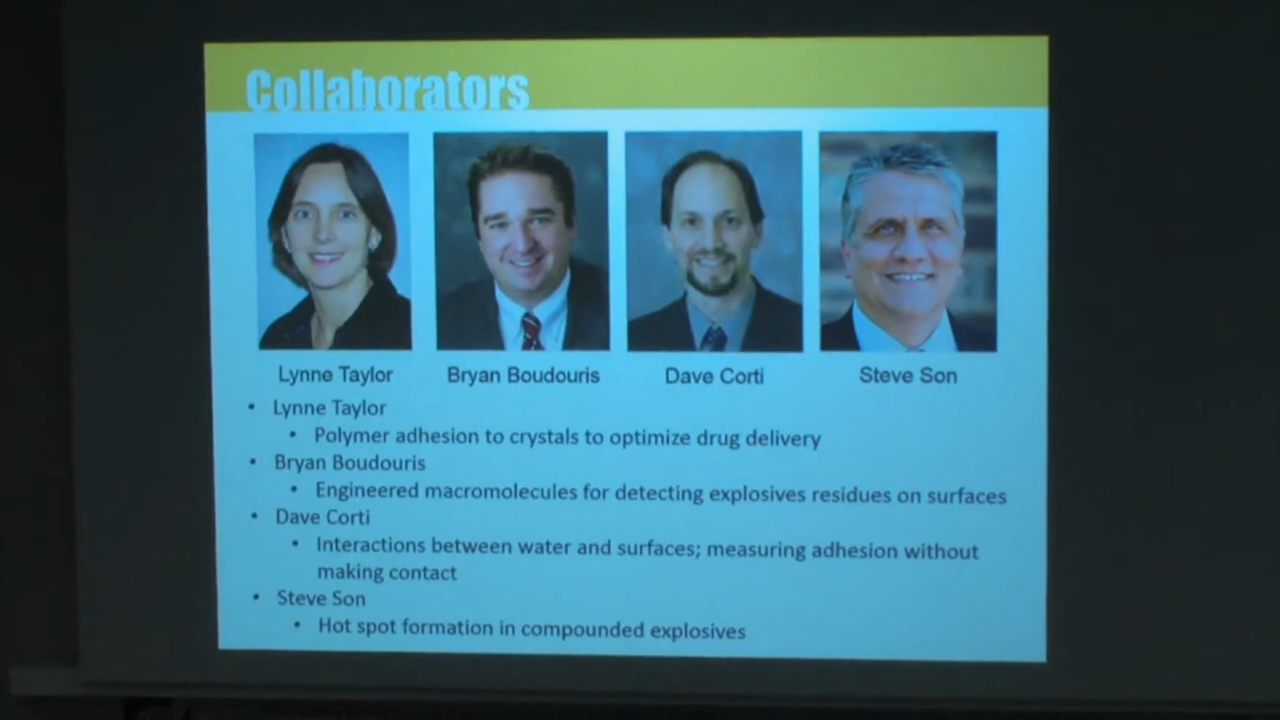 Collaborators
Lynne Taylor
Bryan Boudouris
Dave Corti
Steve Son
• Lynne Taylor
• Polymer adhesion to crystals to optimize drug delivery
• Bryan Boudouris
• Engineered macromolecules for detecting explosives residues on surfaces
• Dave Corti
• Interactions between water and surfaces; measuring adhesion without
making contact
• Steve Son
• Hot spot formation in compounded explosives